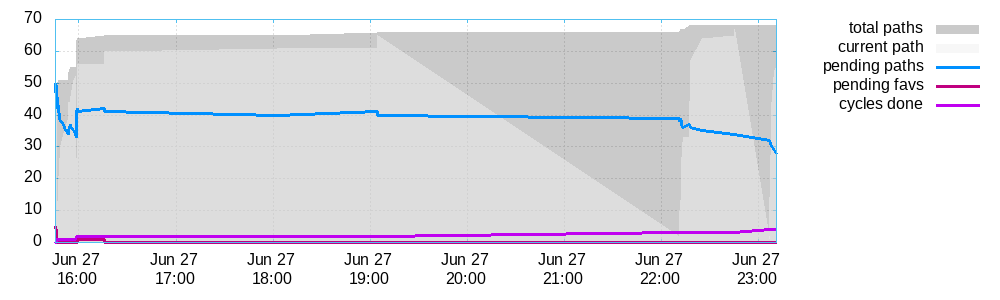 70
60
50
40
30
20
10
0
Jun 27 16:00
Jun 27 17:00
Jun 27 18:00
Jun 27 19:00
Jun 27 20:00
Jun 27 21:00
Jun 27 22:00
Jun 27 23:00
total paths
current path
pending paths
pending favs
cycles done